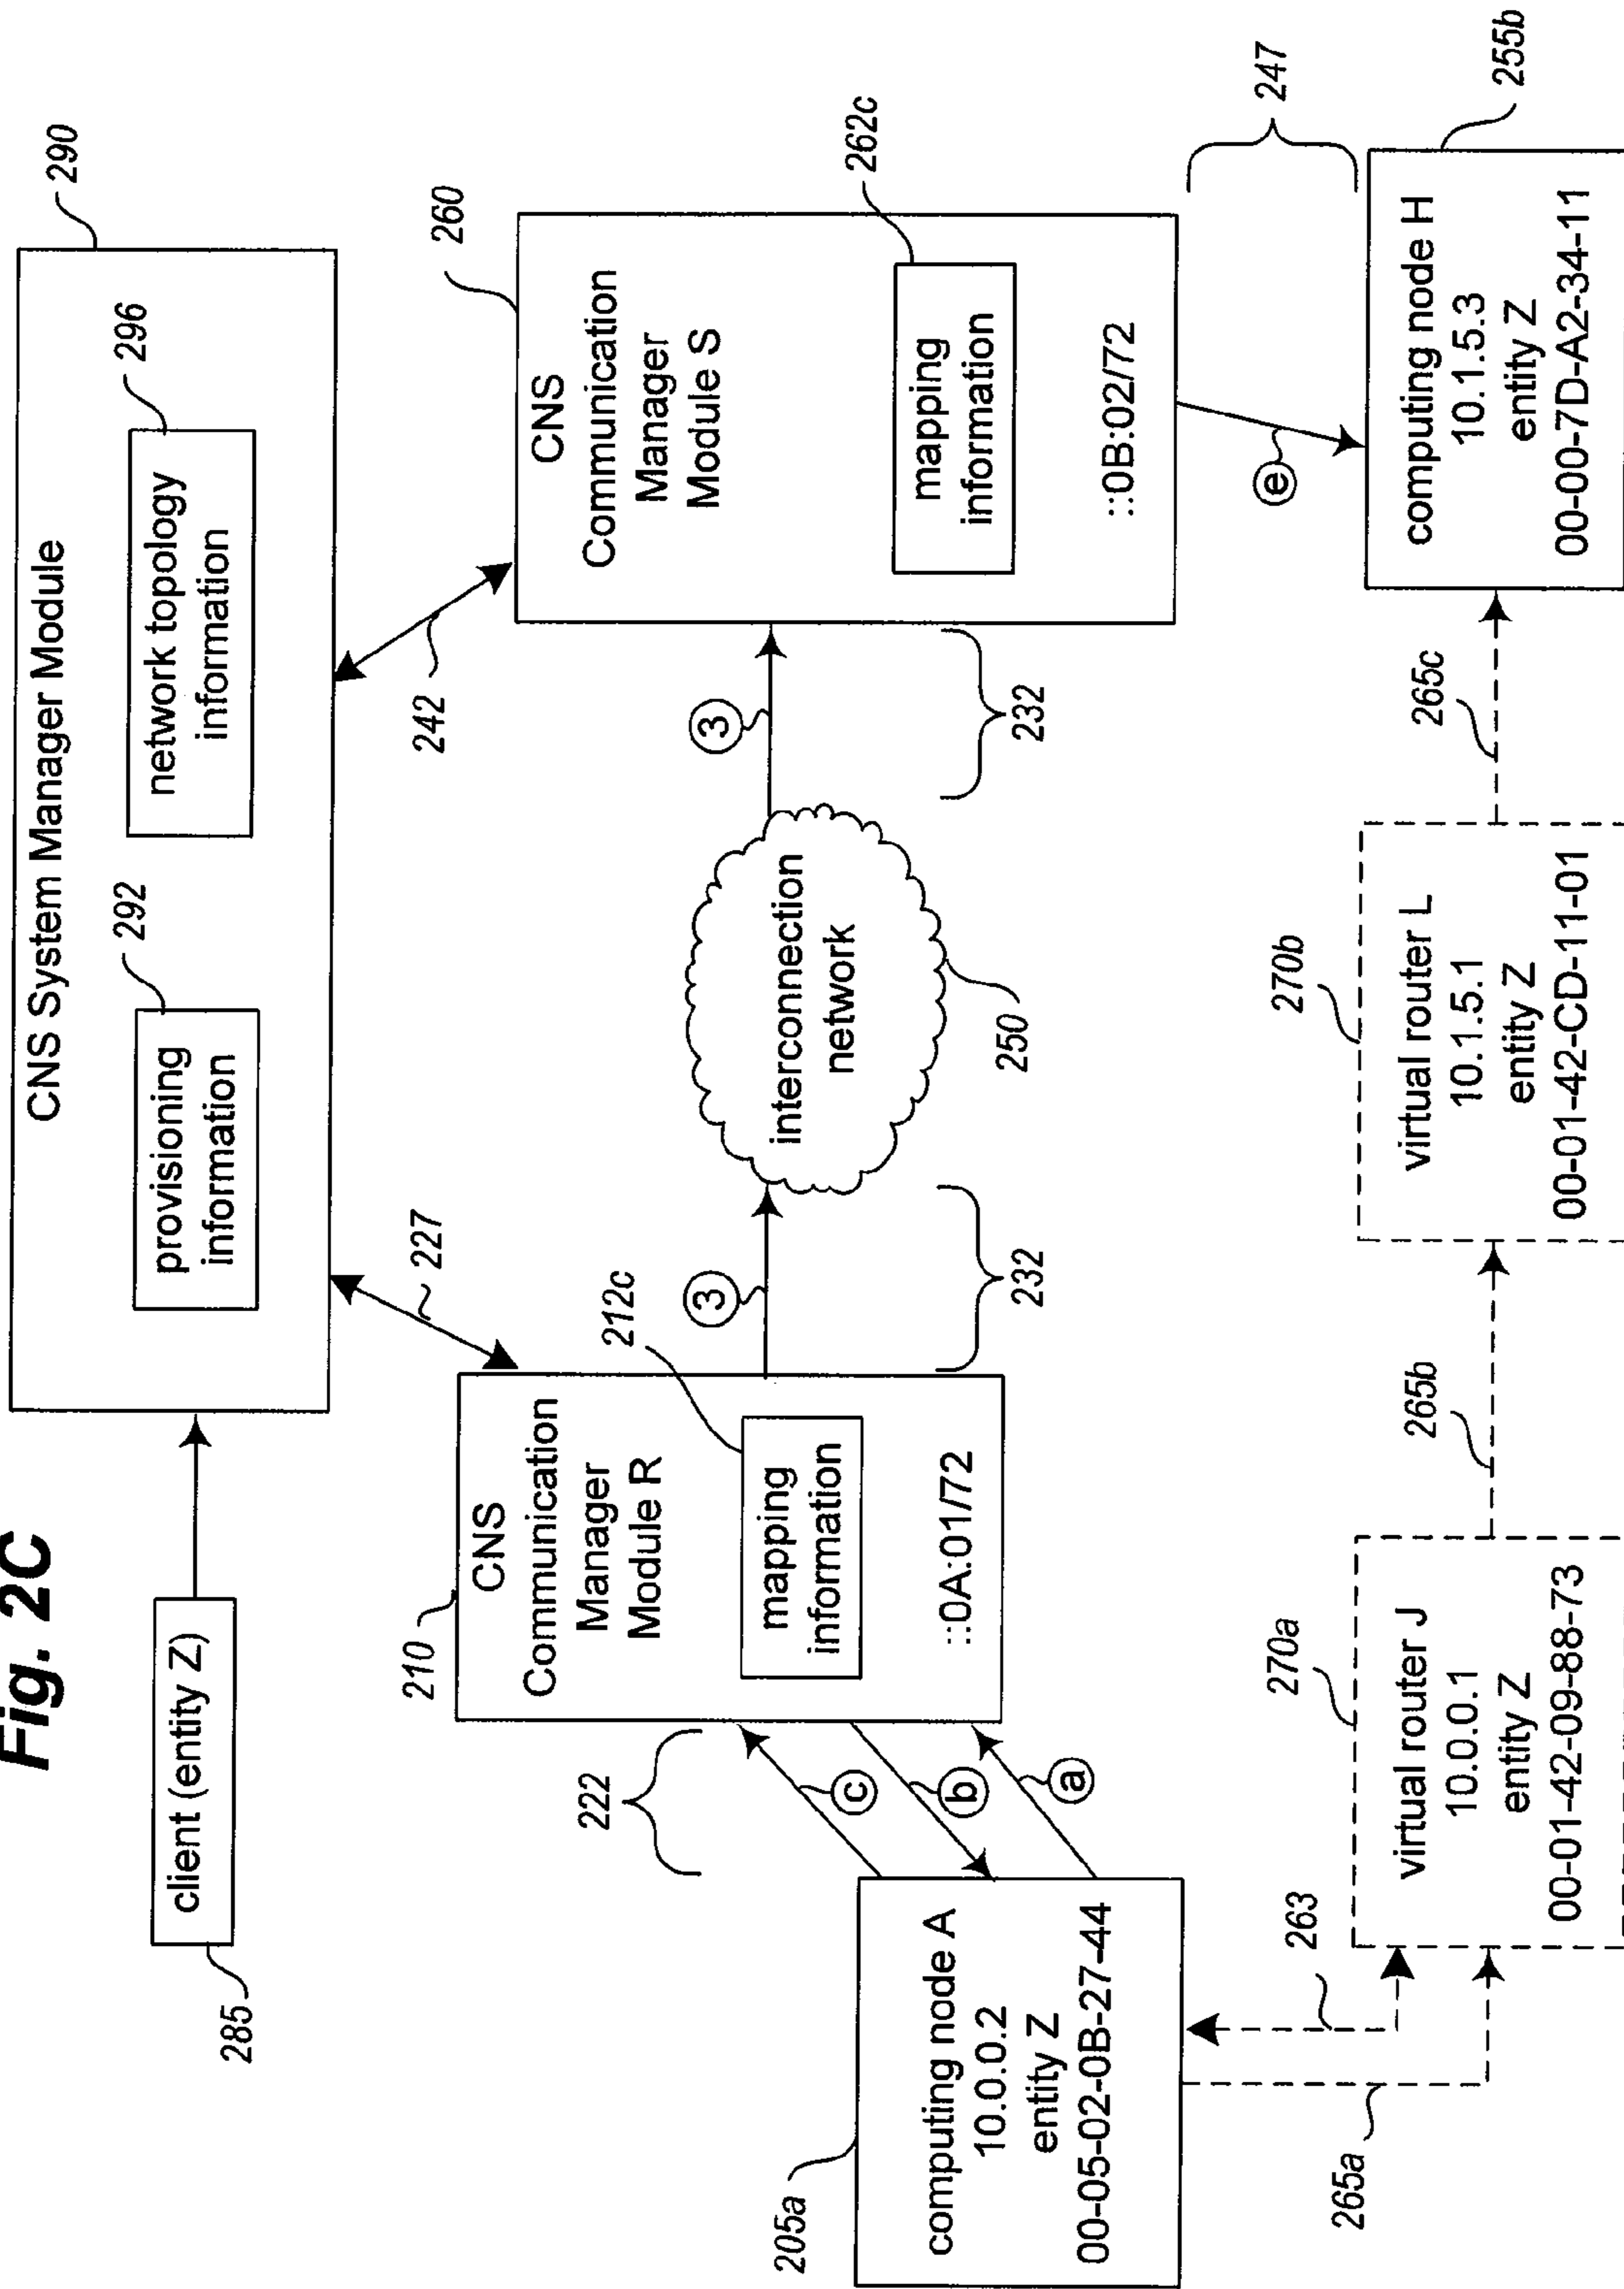 Fig. 2C
290
CNS System Manager Module
client (entity Z)
285
292
provisioning
information
296
network topology
information
227
242
210
CNS
Communication
Manager
Module R
212c
mapping
information
::0A:01/72
260
CNS
Communication
Manager
Module S
262c
mapping
information
::0B:02/72
3
232
interconnection
network
250
3
232
222
c
b
a
e
247
205a
computing node A
10.0.0.2
entity Z
00-05-02-0B-27-44
263
265a
270a
virtual router J
10.0.0.1
entity Z
00-01-42-09-88-73
265b
270b
virtual router L
10.1.5.1
entity Z
00-01-42-CD-11-01
265c
255b
computing node H
10.1.5.3
entity Z
00-00-7D-A2-34-11